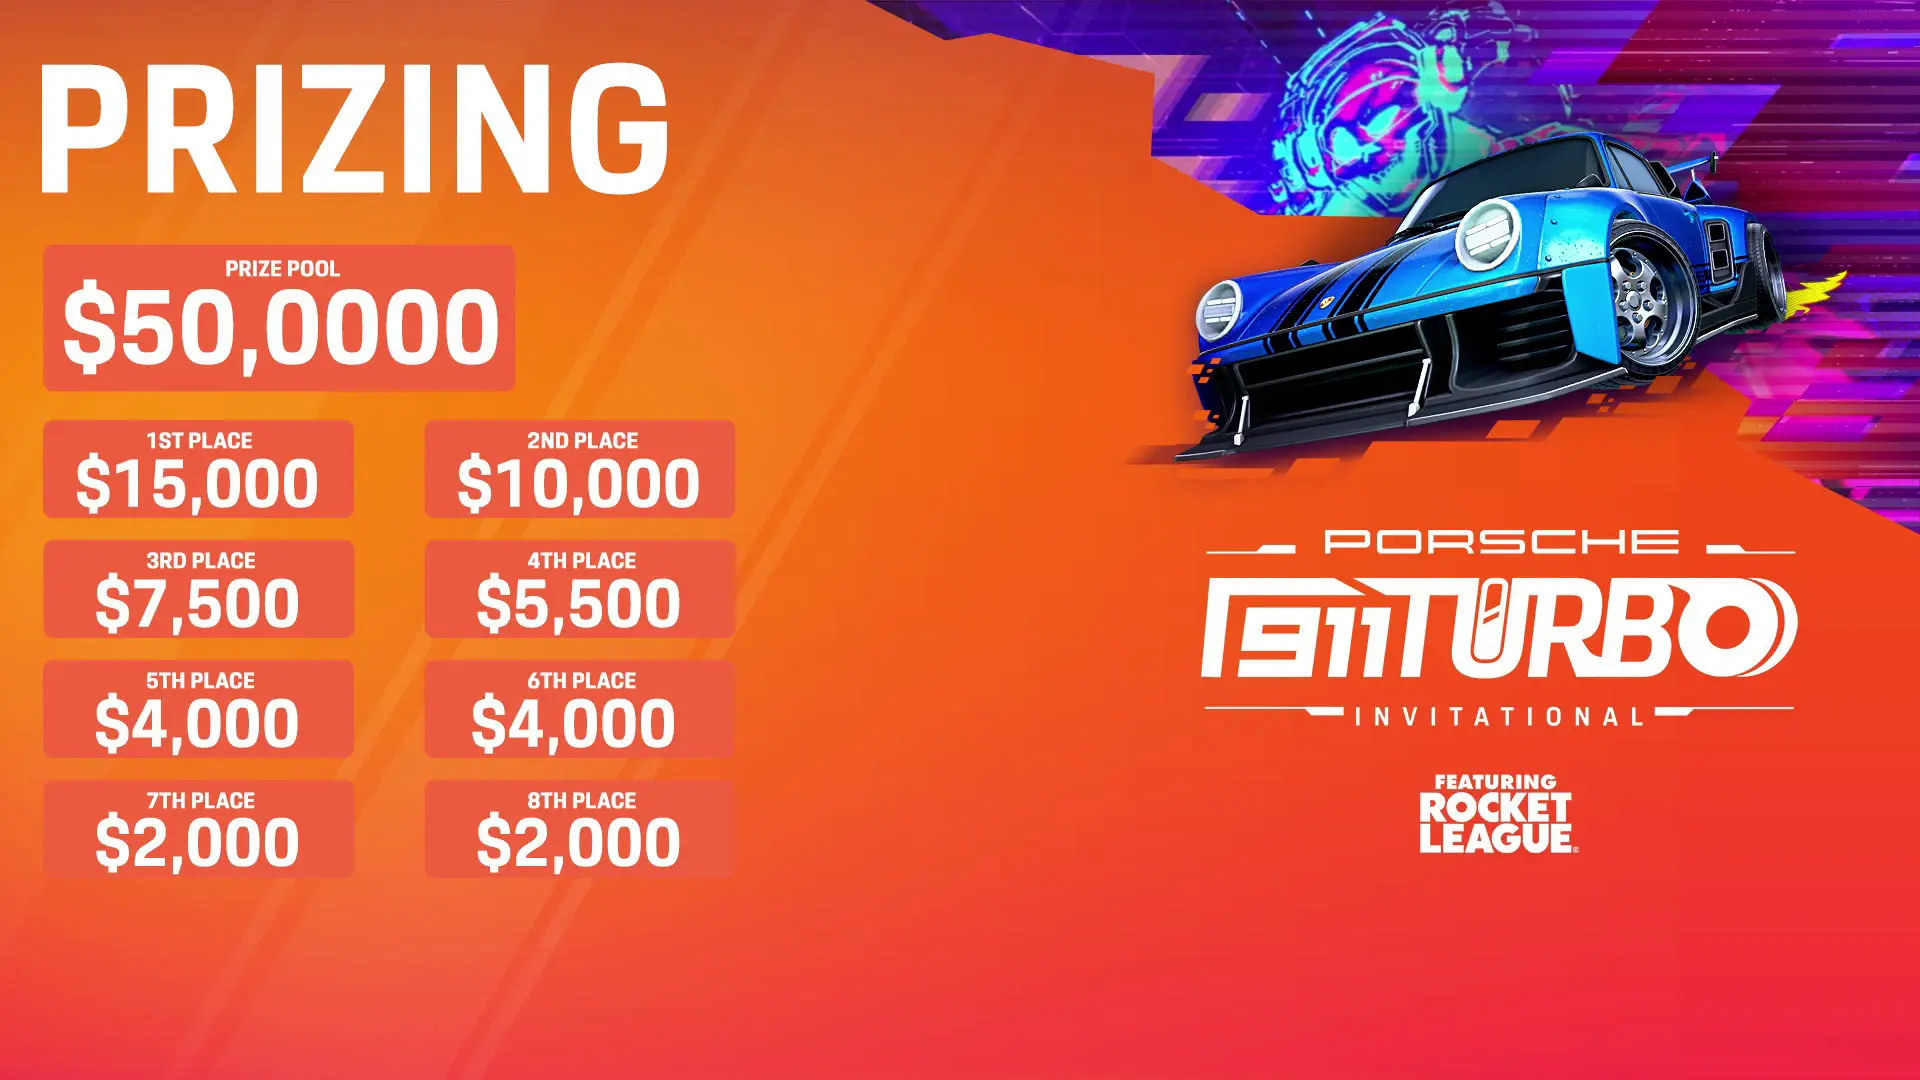 PRIZING
PRIZE POOL
$50,0000
1ST PLACE
$15,000
2ND PLACE
$10,000
3RD PLACE
$7,500
4TH PLACE
$5,500
5TH PLACE
$4,000
6TH PLACE
$4,000
7TH PLACE
$2,000
8TH PLACE
$2,000
PORSCHE
911 TURBO
INVITATIONAL
FEATURING
ROCKET
LEAGUE®